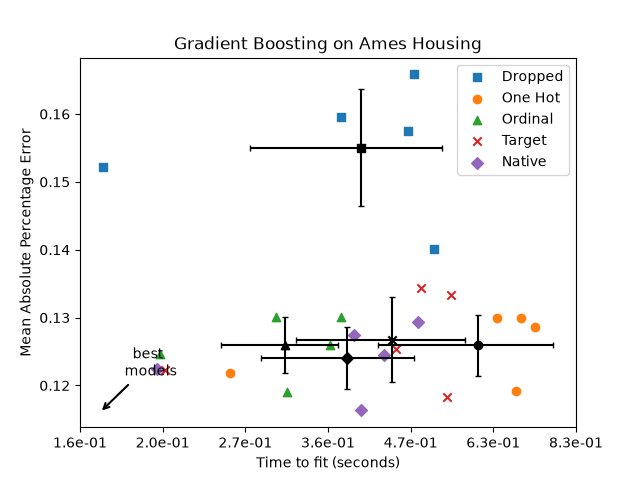 Gradient Boosting on Ames Housing
Mean Absolute Percentage Error
0.16
0.15
0.14
0.13
0.12
Dropped
One Hot
Ordinal
Target
Native
best
models
1.6e-01 2.0e-01 2.7e-01 3.6e-01 4.7e-01 6.3e-01 8.3e-01
Time to fit (seconds)